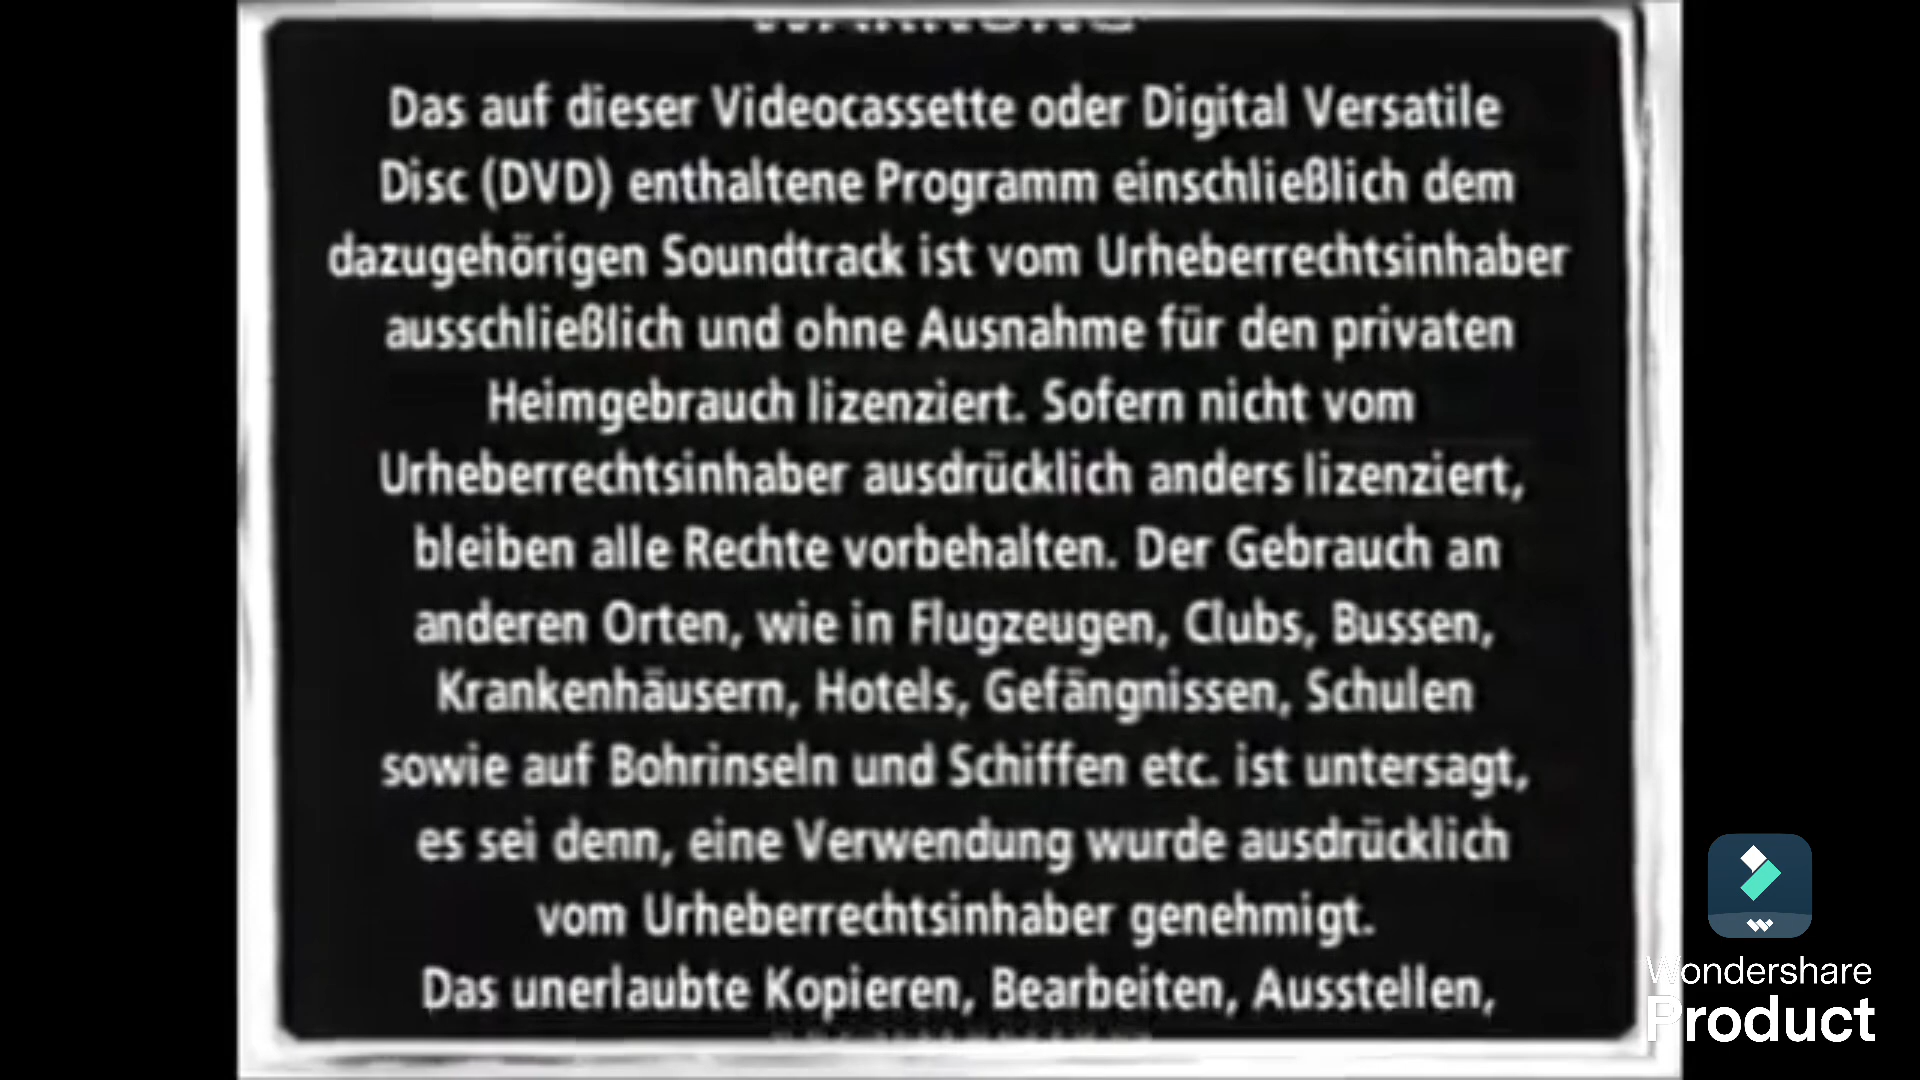 Das auf dieser Videocassette oder Digital Versatile
Disc (DVD) enthaltene Programm einschließlich dem
dazugehörigen Soundtrack ist vom Urheberrechtsinhaber
ausschließlich und ohne Ausnahme für den privaten
Heimgebrauch lizenziert. Sofern nicht vom
Urheberrechtsinhaber ausdrücklich anders lizenziert,
bleiben alle Rechte vorbehalten. Der Gebrauch an
anderen Orten, wie in Flugzeugen, Clubs, Bussen,
Krankenhäusern, Hotels, Gefängnissen, Schulen
sowie auf Bohrinseln und Schiffen etc. ist untersagt,
es sei denn, eine Verwendung wurde ausdrücklich
vom Urheberrechtsinhaber genehmigt.
Das unerlaubte Kopieren, Bearbeiten, Ausstellen,
Wondershare
Product